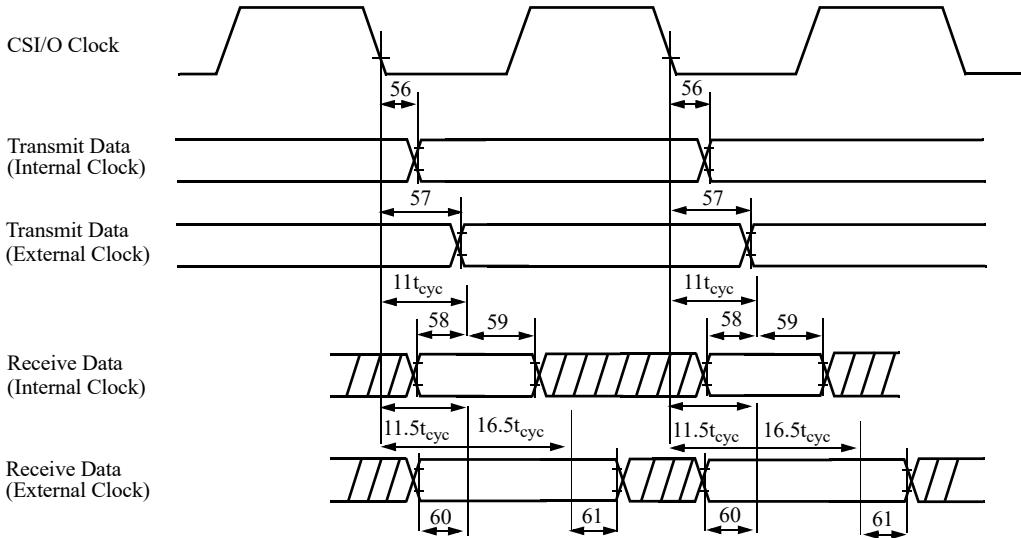 CSI/O Clock
56
56
Transmit Data
(Internal Clock)
57
57
Transmit Data
(External Clock)
11tcyc
11tcyc
58
59
58
59
Receive Data
(Internal Clock)
11.5tcyc
16.5tcyc
11.5tcyc
16.5tcyc
Receive Data
(External Clock)
60
61
60
61